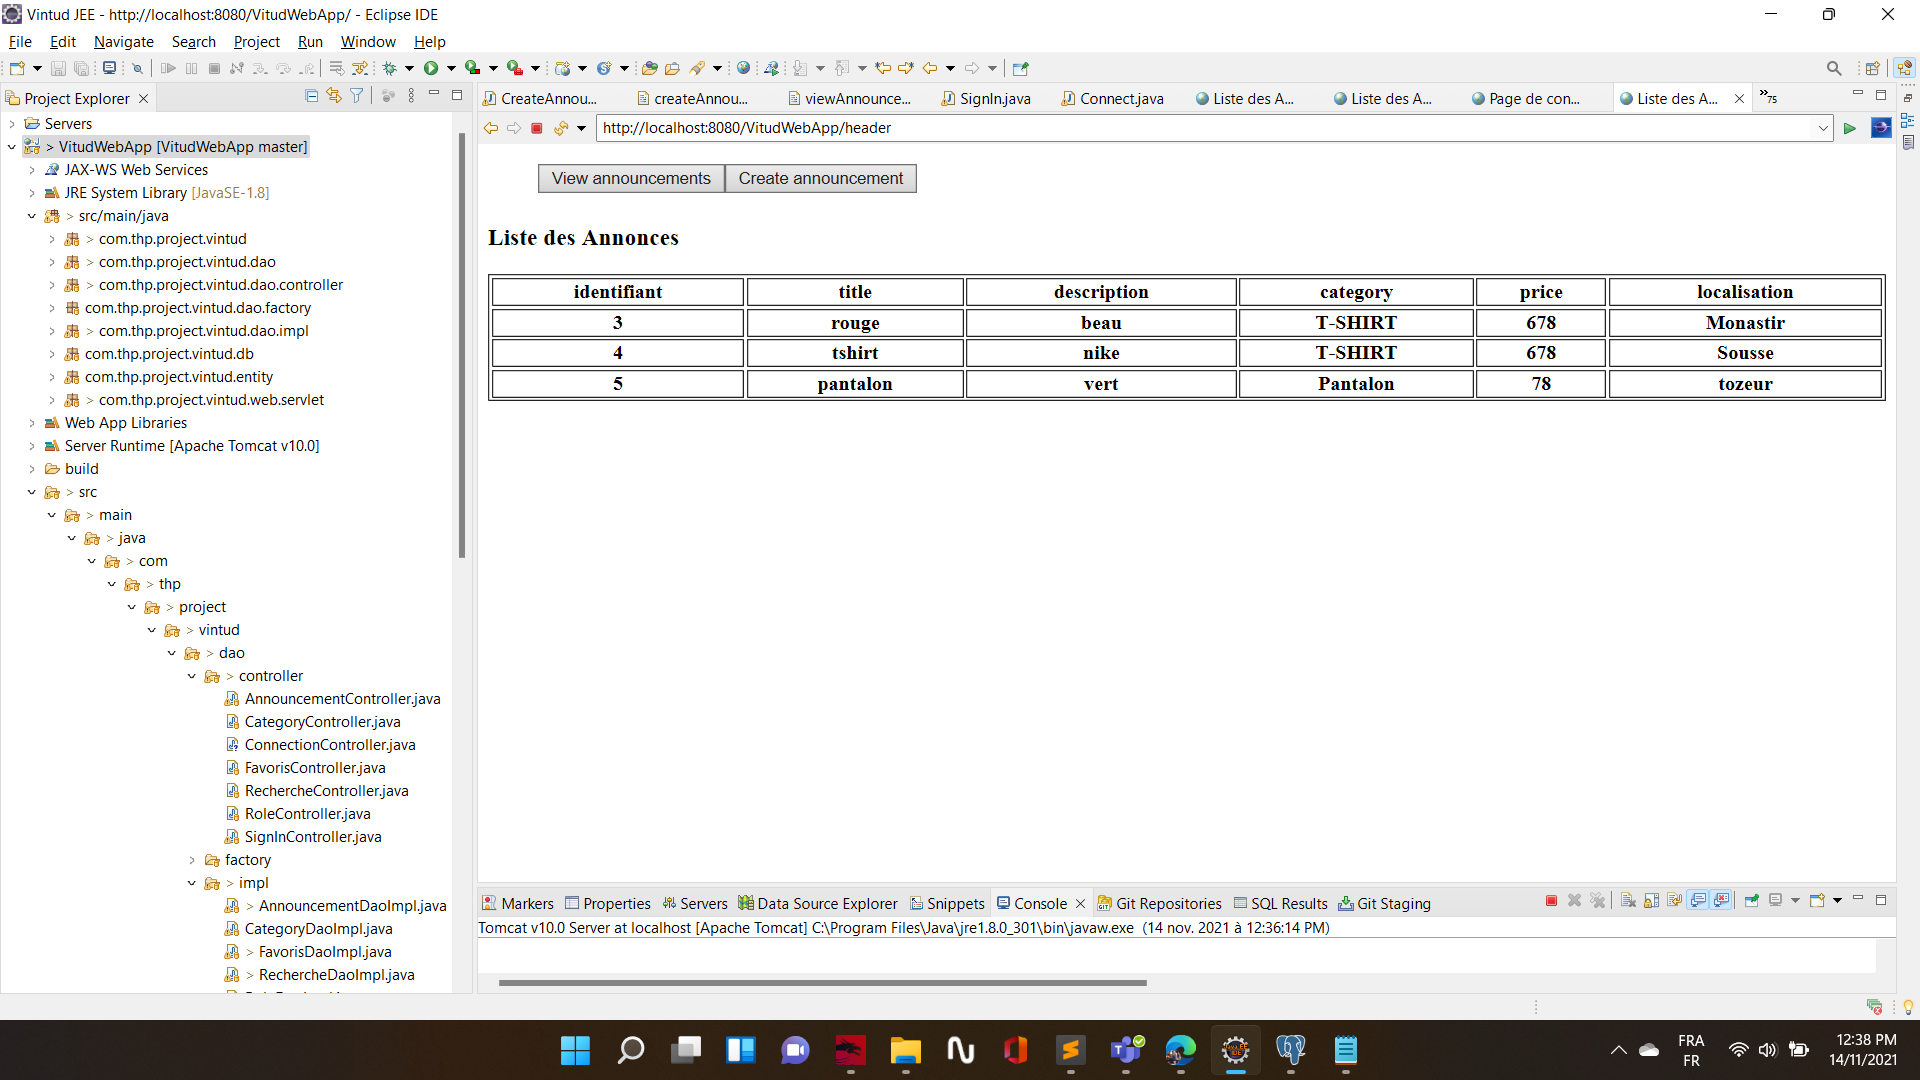 Vintud JEE - http://localhost:8080/VitudWebApp/ - Eclipse IDE
File Edit Navigate Search Project Run Window Help
Project Explorer
Servers
> VitudWebApp [VitudWebApp master]
JAX-WS Web Services
JRE System Library [JavaSE-1.8]
> src/main/java
> com.thp.project.vintud
> com.thp.project.vintud.dao
> com.thp.project.vintud.dao.controller
com.thp.project.vintud.dao.factory
> com.thp.project.vintud.dao.impl
com.thp.project.vintud.db
com.thp.project.vintud.entity
> com.thp.project.vintud.web.servlet
Web App Libraries
Server Runtime [Apache Tomcat v10.0]
build
> src
> main
> java
> com
> thp
> project
> vintud
> dao
> controller
AnnouncementController.java
CategoryController.java
ConnectionController.java
FavorisController.java
RechercheController.java
RoleController.java
SignInController.java
factory
> impl
> AnnouncementDaoImpl.java
CategoryDaoImpl.java
> FavorisDaoImpl.java
> RechercheDaoImpl.java
CreateAnnou... createAnnou... viewAnnounce... SignIn.java Connect.java Liste des A... Liste des A... Page de con... Liste des A... »75
http://localhost:8080/VitudWebApp/header
View announcements Create announcement
Liste des Annonces
identifiant title description category price localisation
3 rouge beau T-SHIRT 678 Monastir
4 tshirt nike T-SHIRT 678 Sousse
5 pantalon vert Pantalon 78 tozeur
Markers Properties Servers Data Source Explorer Snippets Console Git Repositories SQL Results Git Staging
Tomcat v10.0 Server at localhost [Apache Tomcat] C:\Program Files\Java\jre1.8.0_301\bin\javaw.exe (14 nov. 2021 à 12:36:14 PM)
FRA
FR
12:38 PM
14/11/2021